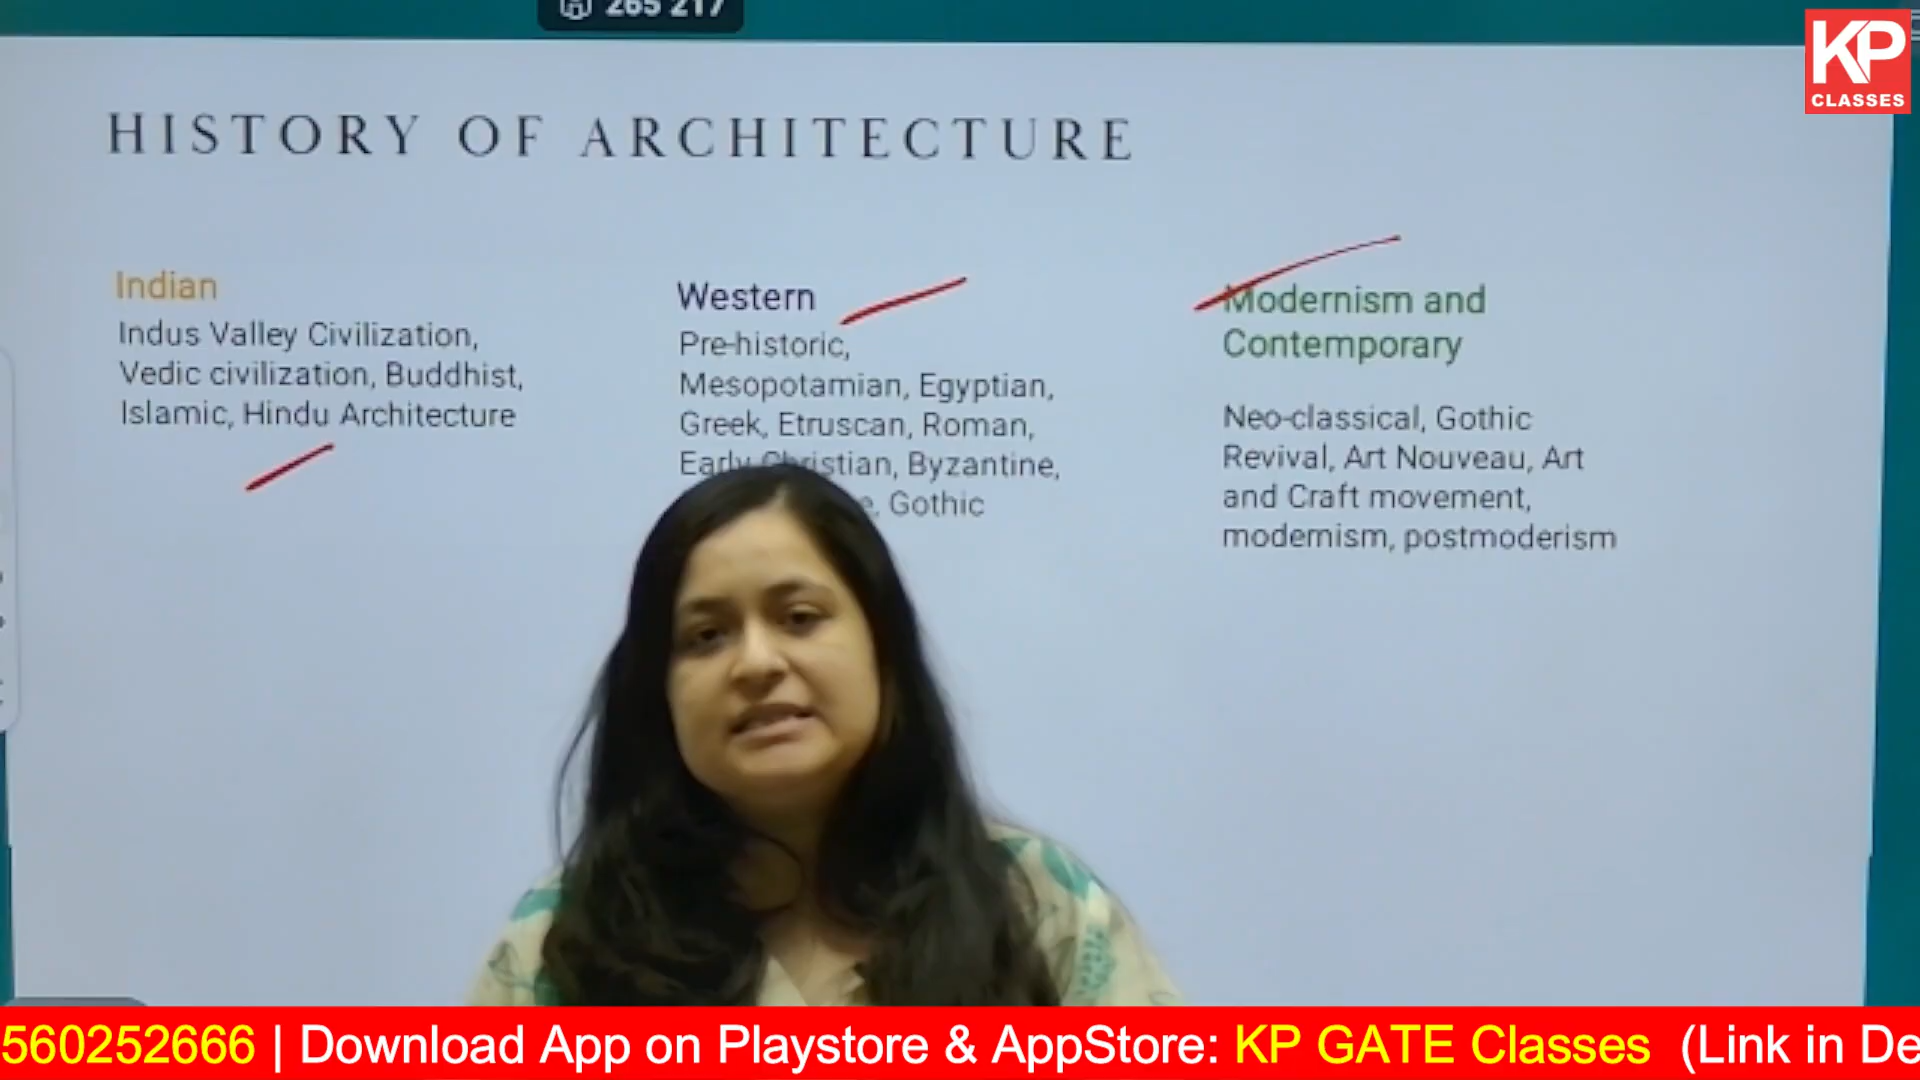 265 217
KP
CLASSES
HISTORY OF ARCHITECTURE
Indian
Indus Valley Civilization,
Vedic civilization, Buddhist,
Islamic, Hindu Architecture
Western
Pre-historic,
Mesopotamian, Egyptian,
Greek, Etruscan, Roman,
Early Christian, Byzantine,
Gothic
Modernism and
Contemporary
Neo-classical, Gothic
Revival, Art Nouveau, Art
and Craft movement,
modernism, postmoderism
560252666 | Download App on Playstore & AppStore: KP GATE Classes (Link in De